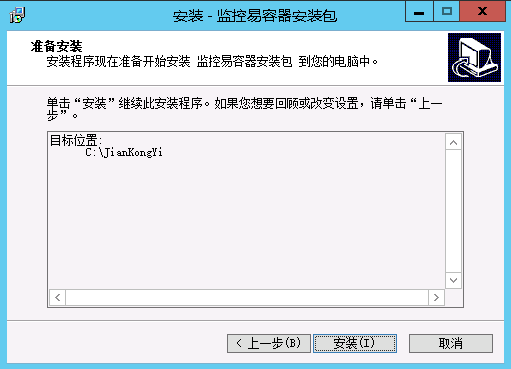 安装 - 监控易容器安装包
准备安装
安装程序现在准备开始安装 监控易容器安装包 到您的电脑中。
单击“安装”继续此安装程序。如果您想要回顾或改变设置，请单击“上一
步”。
目标位置:
C:\JianKongYi
< 上一步(B)
安装(I)
取消